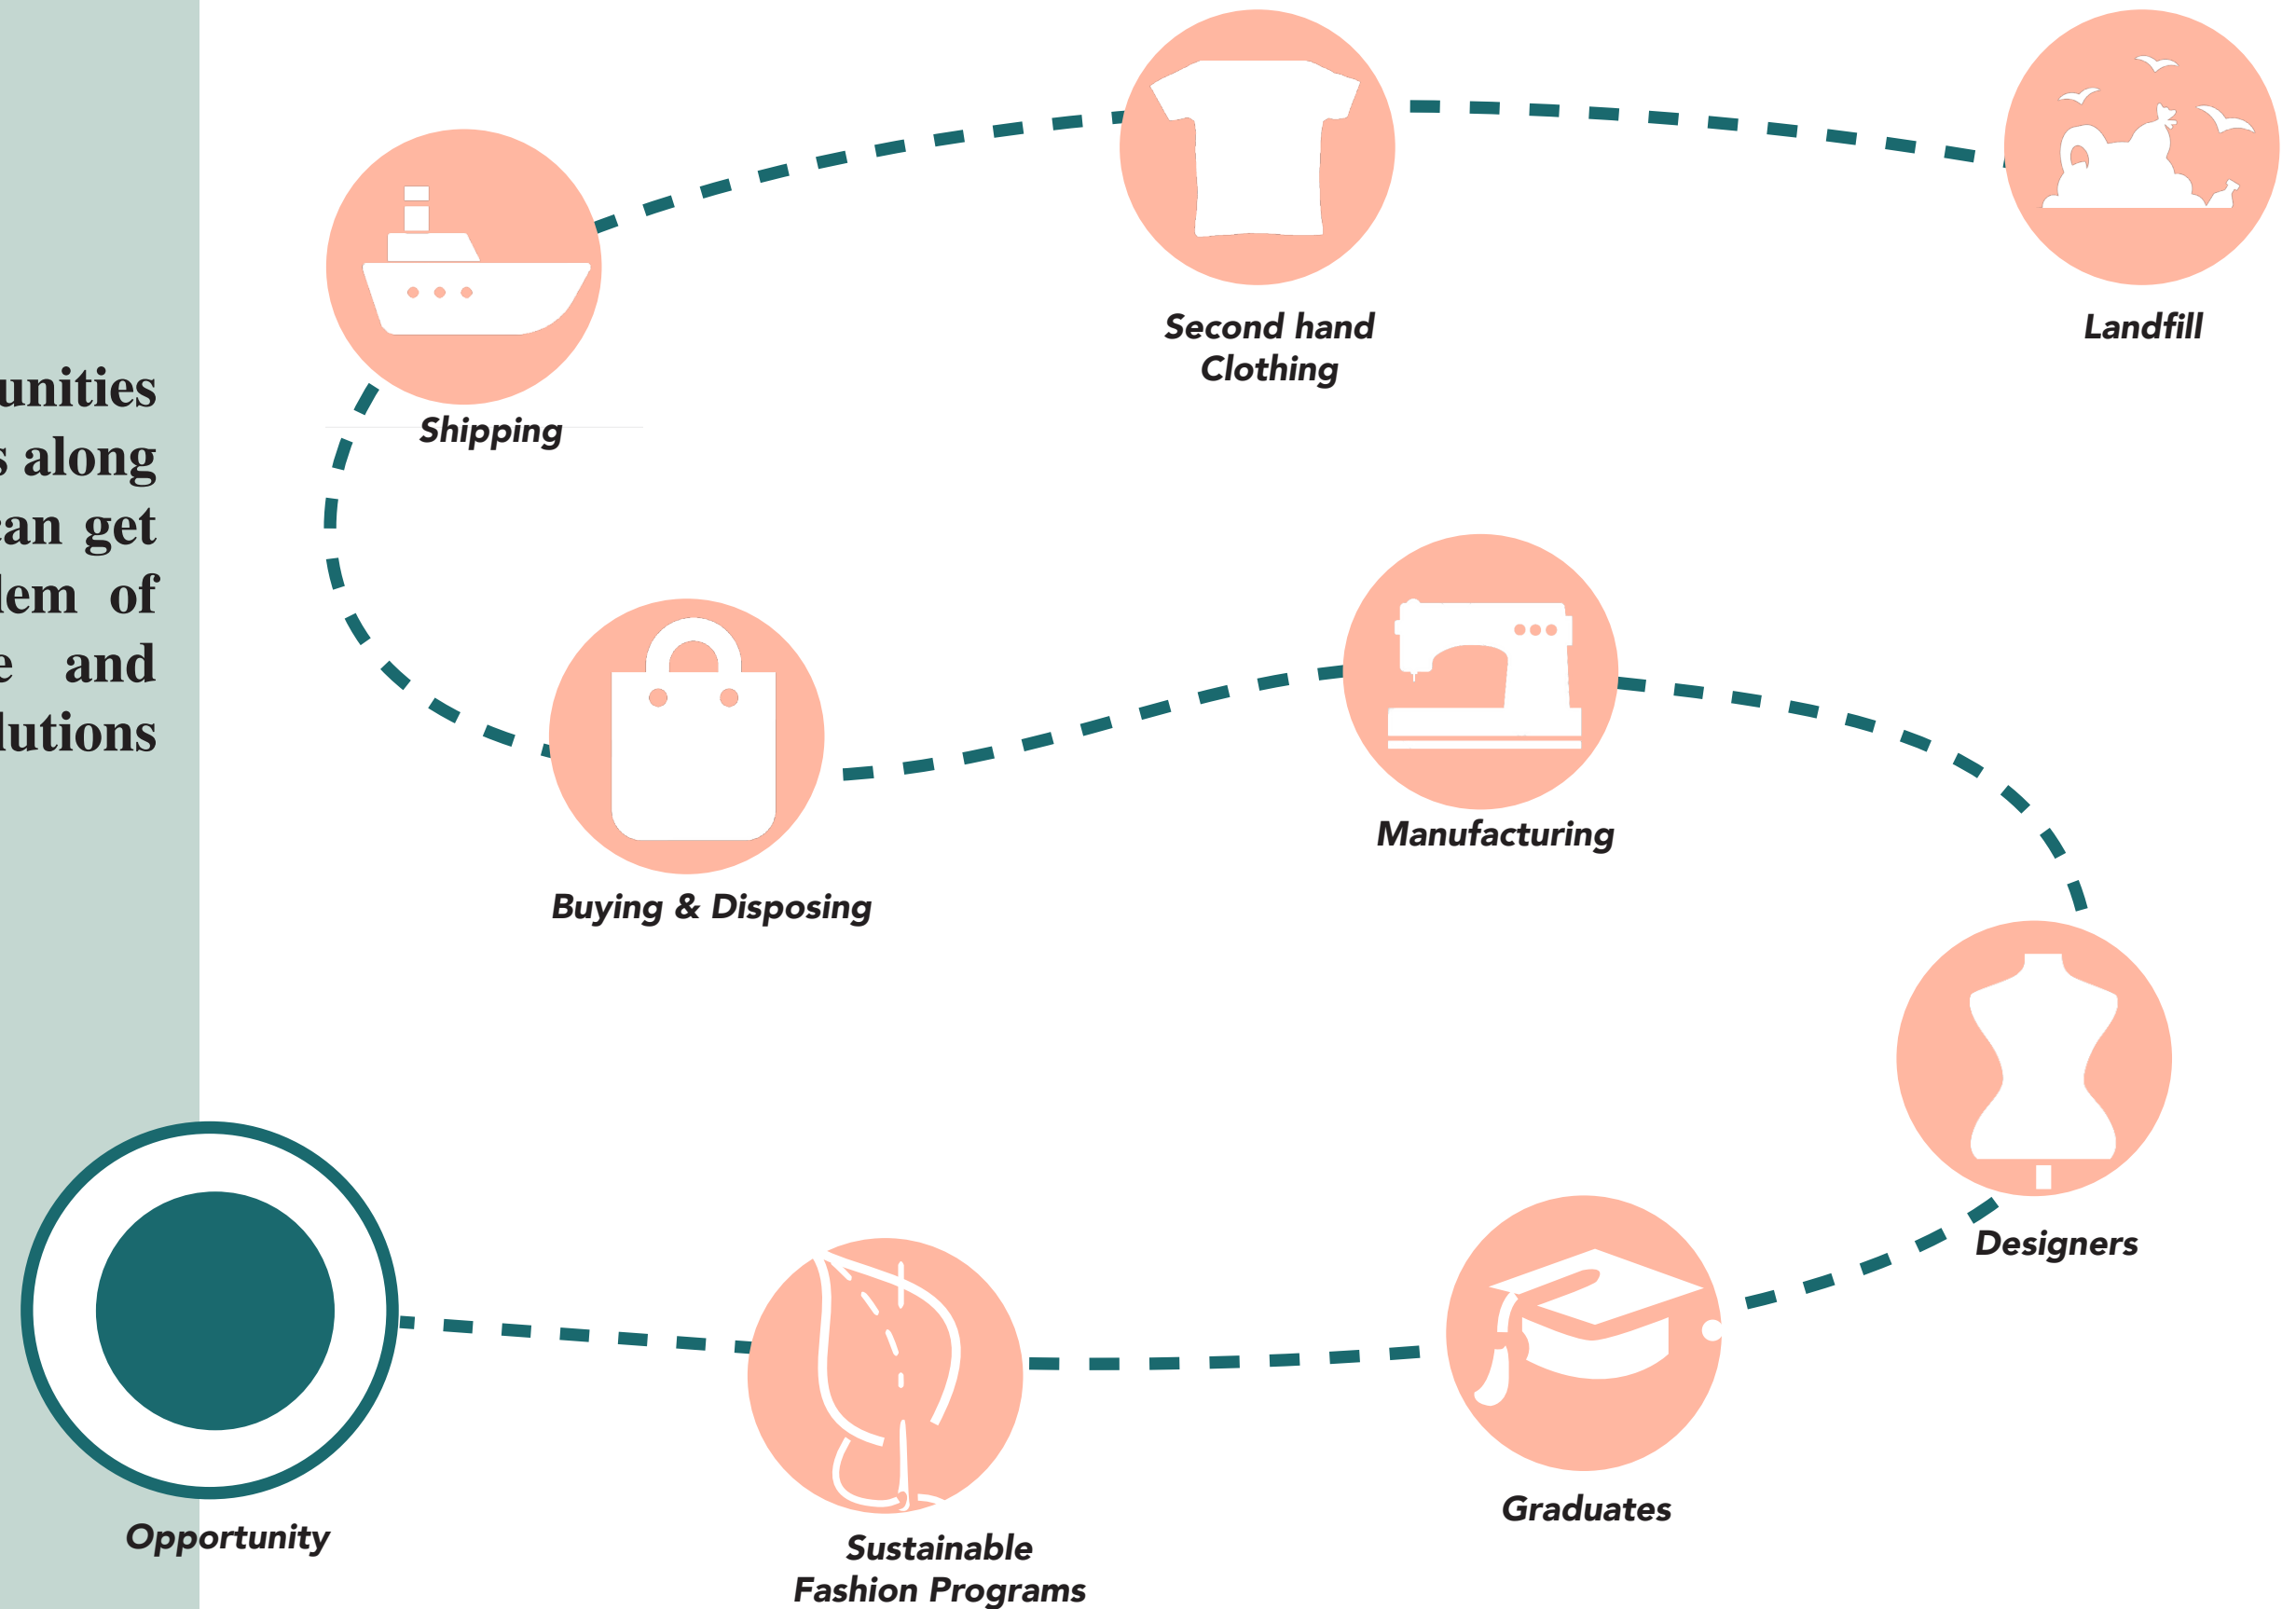 unities
s along
can get
lem of
e and
lutions
Second hand
Clothing
Landfill
Shipping
Manufacturing
Buying & Disposing
Designers
Graduates
Opportunity
Sustainable
Fashion Programs